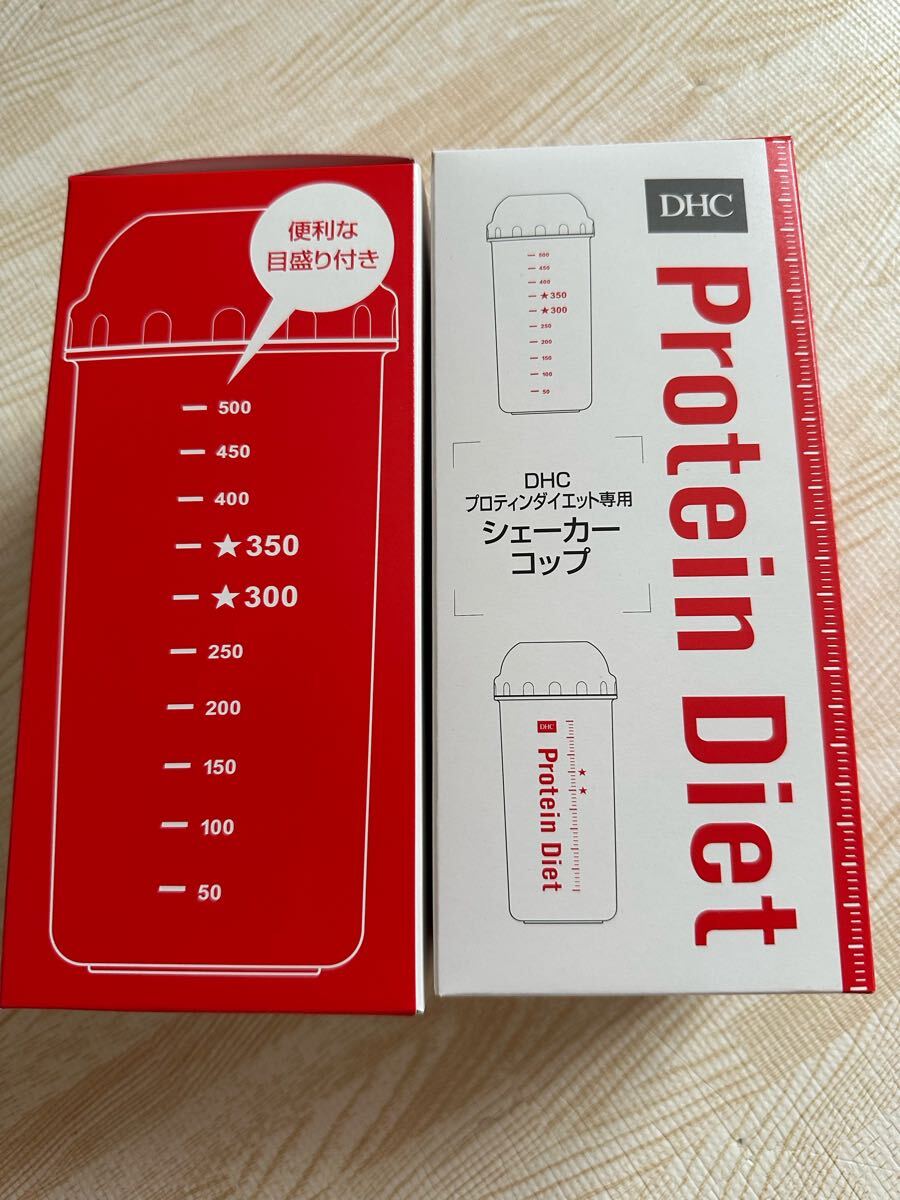 便利な
目盛り付き
500
450
400
★350
★300
250
200
150
100
50
DHC
Protein Diet
500
450
400
★350
★300
250
200
150
100
50
DHC
プロティンダイエット専用
シェーカー
コップ
DHC
Protein Diet
★
★